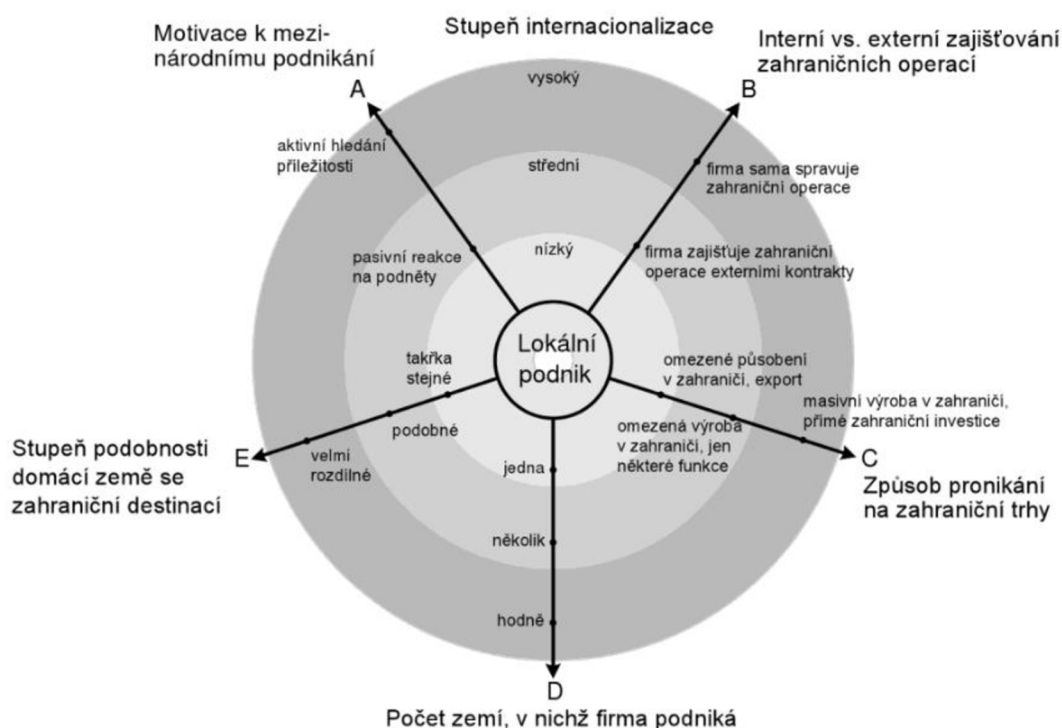 Stupeň internacionalizace
Motivace k mezi-
národnímu podnikání
Interní vs. externí zajišťování
zahraničních operací
A
B
vysoký
aktivní hledání
příležitosti
střední
firma sama spravuje
zahraniční operace
nízký
pasivní reakce
na podněty
firma zajišťuje zahraniční
operace externimi kontrakty
Lokální
podnik
takřka
stejné
omezené působení
v zahraničí, export
masivní výroba v zahraničí,
přímé zahraniční investice
podobné
omezená výroba
v zahraničí, jen
některé funkce
velmi
rozdilné
E
C
Stupeň podobnosti
domácí země se
zahraniční destinací
Způsob pronikání
na zahraniční trhy
jedna
několik
hodně
D
Počet zemí, v nichž firma podniká